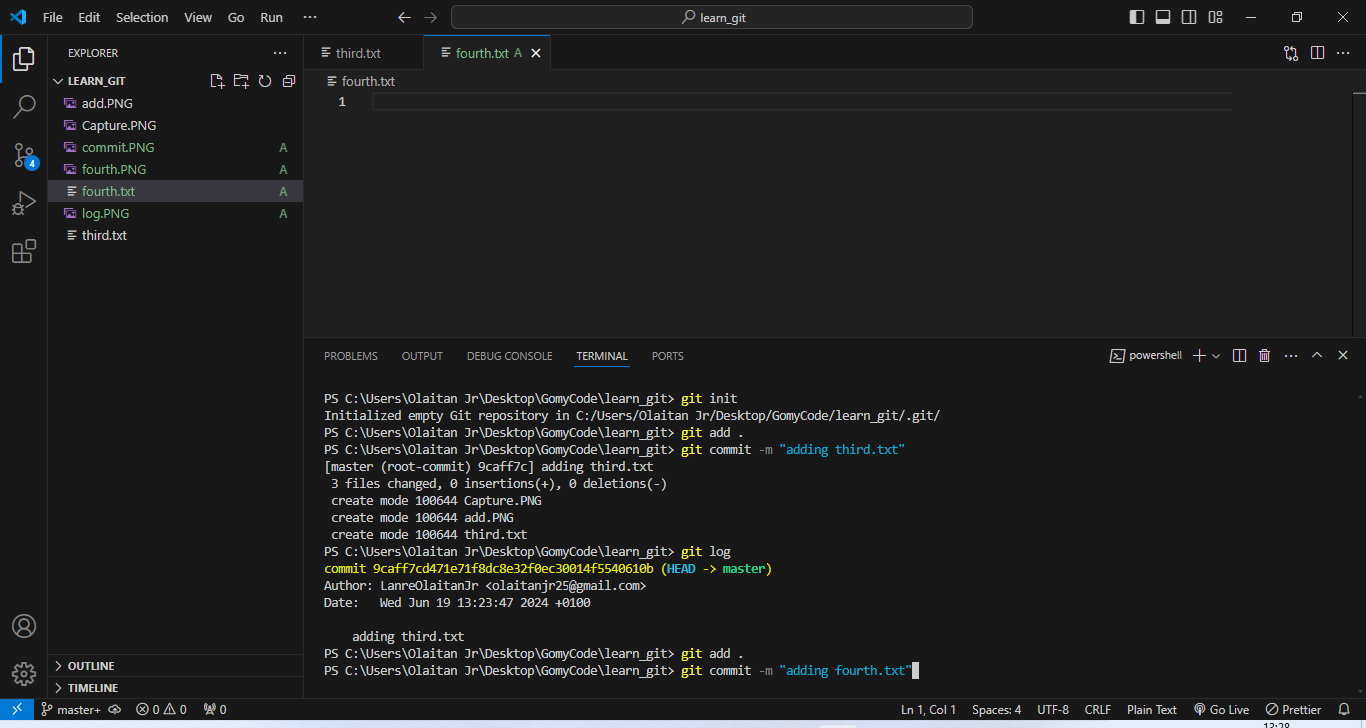 File Edit Selection View Go Run ··· learn_git
EXPLORER ···
LEARN_GIT
add.PNG
Capture.PNG
commit.PNG A
fourth.PNG A
fourth.txt A
log.PNG A
third.txt
4
OUTLINE
TIMELINE
third.txt fourth.txt A
fourth.txt
1
PROBLEMS OUTPUT DEBUG CONSOLE TERMINAL PORTS powershell
PS C:\Users\Olaitan Jr\Desktop\GomyCode\learn_git> git init
Initialized empty Git repository in C:/Users/Olaitan Jr/Desktop/GomyCode/learn_git/.git/
PS C:\Users\Olaitan Jr\Desktop\GomyCode\learn_git> git add .
PS C:\Users\Olaitan Jr\Desktop\GomyCode\learn_git> git commit -m "adding third.txt"
[master (root-commit) 9caff7c] adding third.txt
3 files changed, 0 insertions(+), 0 deletions(-)
create mode 100644 Capture.PNG
create mode 100644 add.PNG
create mode 100644 third.txt
PS C:\Users\Olaitan Jr\Desktop\GomyCode\learn_git> git log
commit 9caff7cd471e71f8dc8e32f0ec30014f5540610b (HEAD -> master)
Author: LanreOlaitanJr <olaitanjr25@gmail.com>
Date:   Wed Jun 19 13:23:47 2024 +0100
adding third.txt
PS C:\Users\Olaitan Jr\Desktop\GomyCode\learn_git> git add .
PS C:\Users\Olaitan Jr\Desktop\GomyCode\learn_git> git commit -m "adding fourth.txt"
master+ 0 0 0 Ln 1, Col 1 Spaces: 4 UTF-8 CRLF Plain Text Go Live Prettier